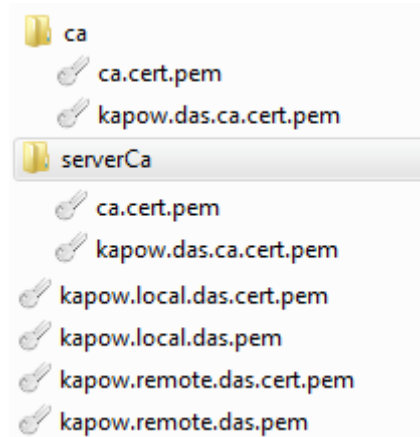 ca
ca.cert.pem
kapow.das.ca.cert.pem
serverCa
ca.cert.pem
kapow.das.ca.cert.pem
kapow.local.das.cert.pem
kapow.local.das.pem
kapow.remote.das.cert.pem
kapow.remote.das.pem